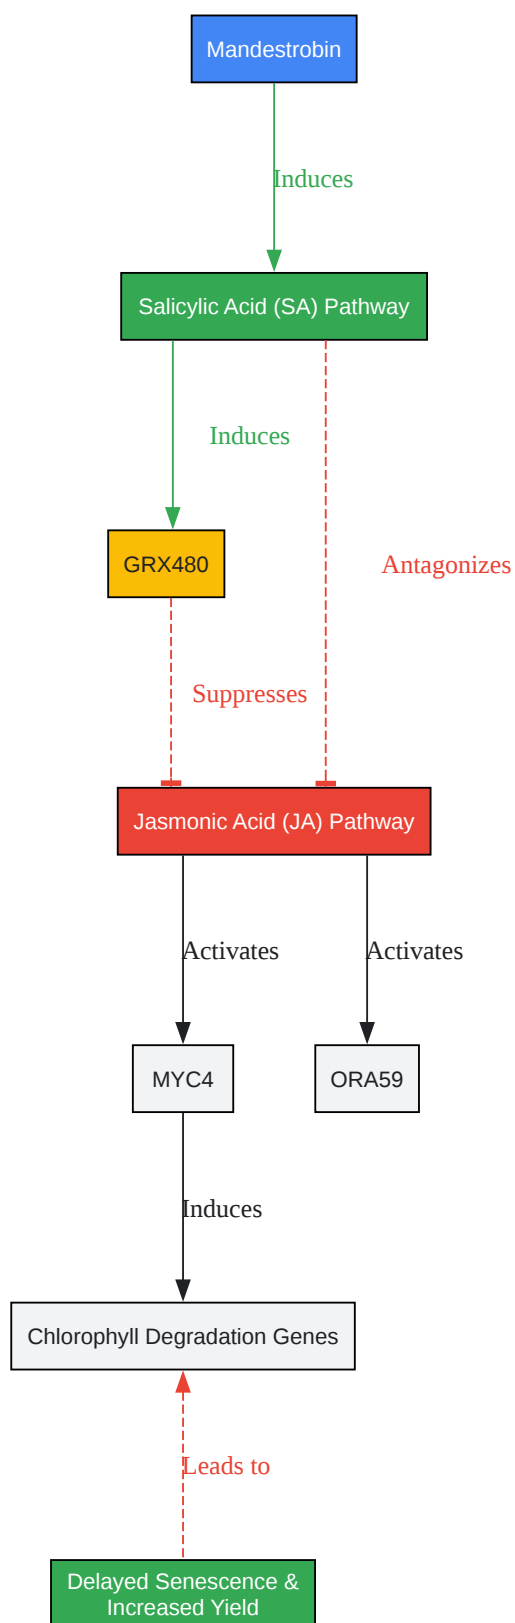 Mandestrobin
Induces
Salicylic Acid (SA) Pathway
Induces
GRX480
Antagonizes
Suppresses
Jasmonic Acid (JA) Pathway
Activates
Activates
MYC4
ORA59
Induces
Chlorophyll Degradation Genes
Leads to
Delayed Senescence &
Increased Yield